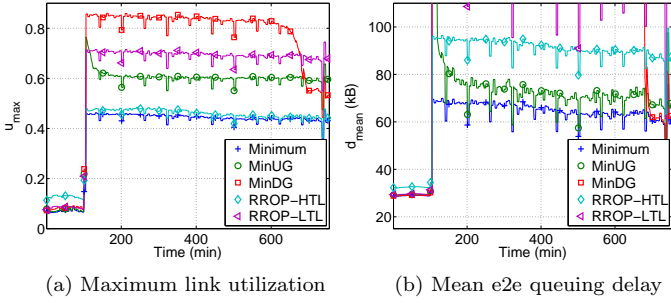 0.8
0.6
0.4
0.2
0
u_max
200 400 600
Time (min)
Minimum
MinUG
MinDG
RROP-HTL
RROP-LTL
(a) Maximum link utilization
100
80
60
40
20
d_mean (kB)
200 400 600
Time (min)
Minimum
MinUG
MinDG
RROP-HTL
RROP-LTL
(b) Mean e2e queuing delay